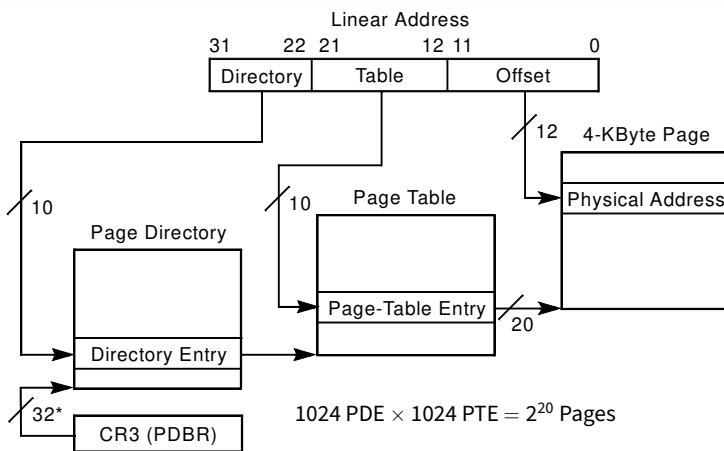 Linear Address
31 22 21 12 11 0
Directory Table Offset
12
4-KByte Page
10
10
Page Table
Physical Address
Page Directory
Page-Table Entry
20
Directory Entry
32*
1024 PDE × 1024 PTE = 2²⁰ Pages
CR3 (PDBR)